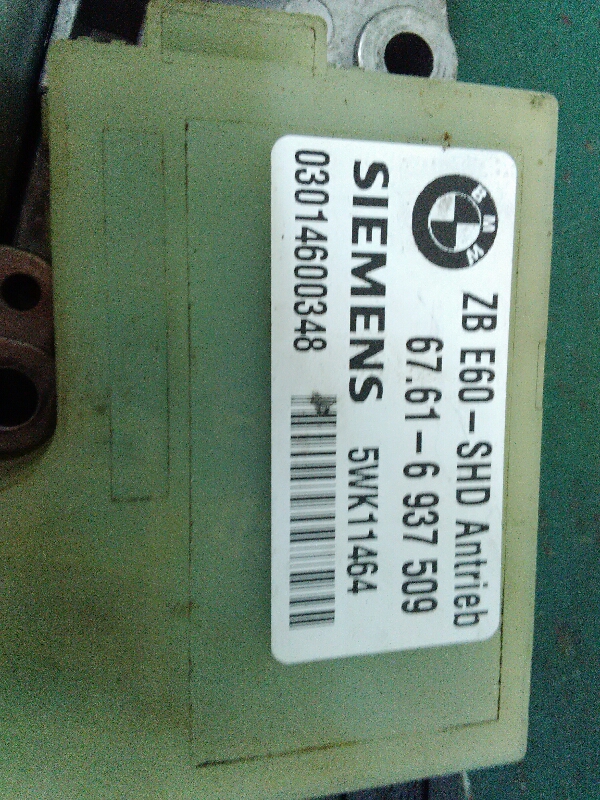 BMW
ZB E60-SHD Antrieb
67.61-6 937 509
SIEMENS 5WK11464
03014600348